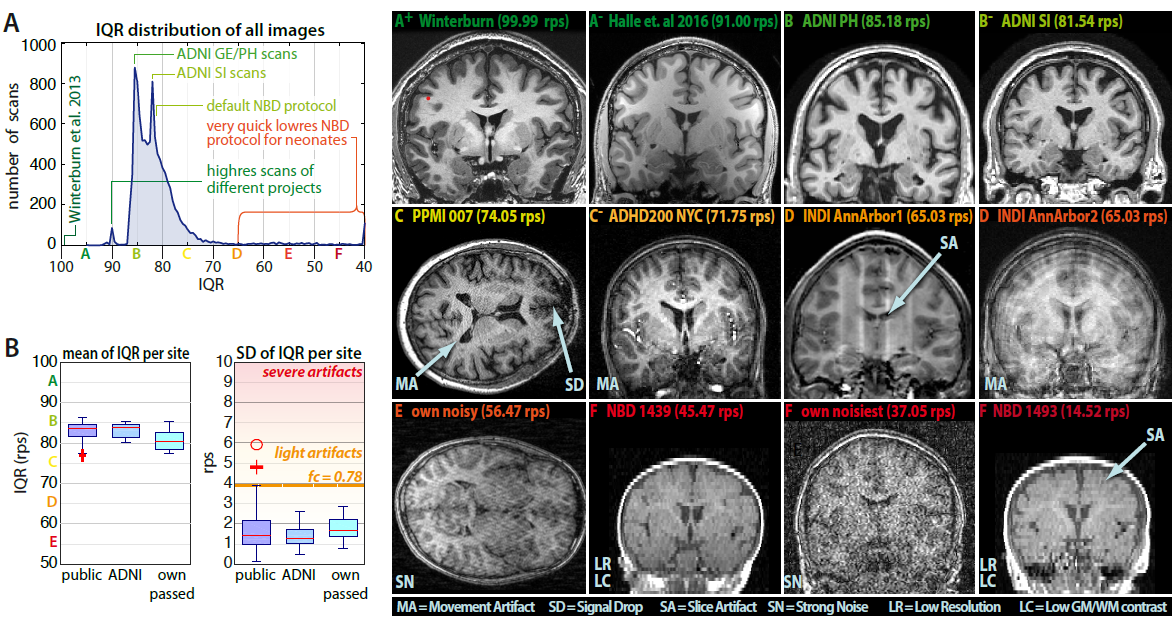 A
IQR distribution of all images
number of scans
1000
800
600
400
200
0
Winterburn et al. 2013
ADNI GE/PH scans
ADNI SI scans
default NBD protocol
very quick lowres NBD
protocol for neonates
highres scans of
different projects
A B C D E F
100 90 80 70 60 50 40
IQR
B
mean of IQR per site
IQR (rps)
100
90
80
70
60
50
A
B
C
D
E
public ADNI own
passed
SD of IQR per site
rps
10
9
8
7
6
5
4
3
2
1
0
severe artifacts
light artifacts
fc = 0.78
public ADNI own
passed
A+ Winterburn (99.99 rps)
A- Halle et. al 2016 (91.00 rps)
B ADNI PH (85.18 rps)
B- ADNI SI (81.54 rps)
C PPMI 007 (74.05 rps)
MA
SD
C- ADHD200 NYC (71.75 rps)
MA
D INDI AnnArbor1 (65.03 rps)
SA
D INDI AnnArbor2 (65.03 rps)
MA
E own noisy (56.47 rps)
SN
F NBD 1439 (45.47 rps)
LR
LC
F own noisiest (37.05 rps)
SN
F NBD 1493 (14.52 rps)
SA
LR
LC
MA = Movement Artifact SD = Signal Drop SA = Slice Artifact SN = Strong Noise LR = Low Resolution LC = Low GM/WM contrast